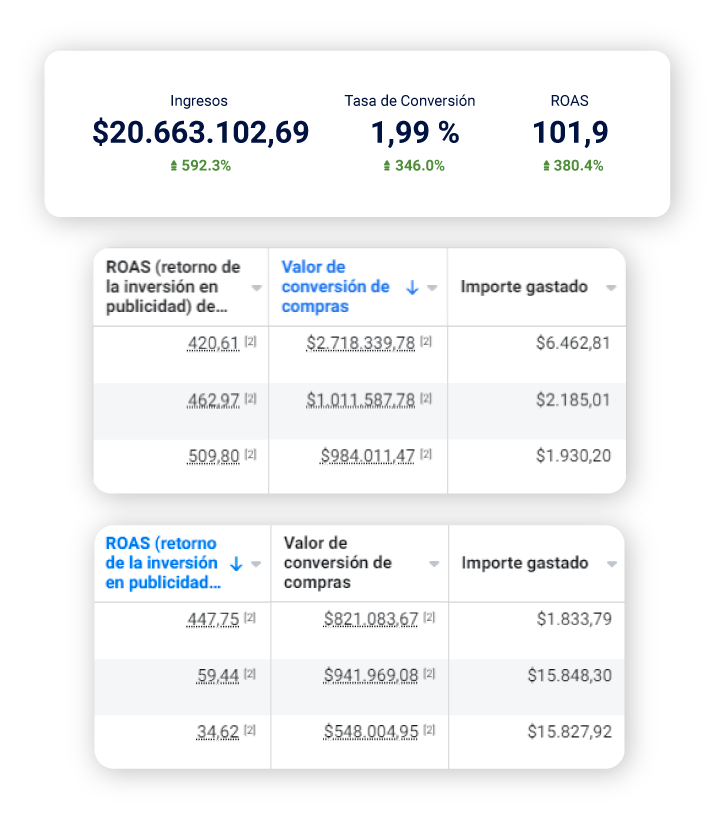 Ingresos
Tasa de Conversión
ROAS
$20.663.102,69
1,99 %
101,9
592.3%
346.0%
380.4%
ROAS (retorno de
la inversión en
publicidad) de...
Valor de
conversión de
compras
Importe gastado
420,61 [2]
$2.718.339,78 [2]
$6.462,81
462,97 [2]
$1.011.587,78 [2]
$2.185,01
509,80 [2]
$984.011,47 [2]
$1.930,20
ROAS (retorno
de la inversión
en publicidad...
Valor de
conversión de
compras
Importe gastado
447,75 [2]
$821.083,67 [2]
$1.833,79
59,44 [2]
$941.969,08 [2]
$15.848,30
34,62 [2]
$548.004,95 [2]
$15.827,92